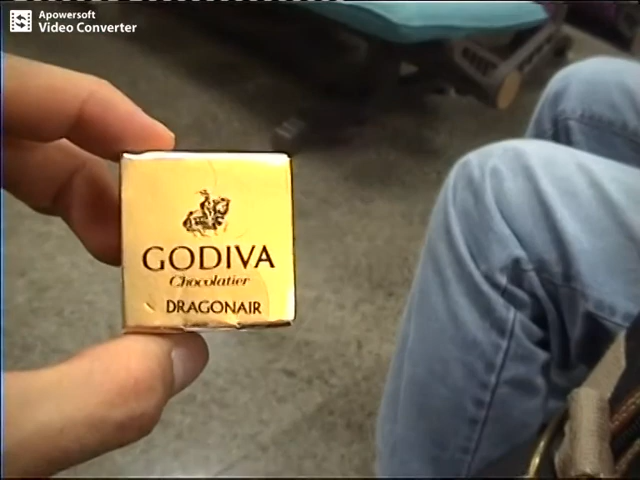 Apowersoft
Video Converter
GODIVA
Chocolatier
DRAGONAIR